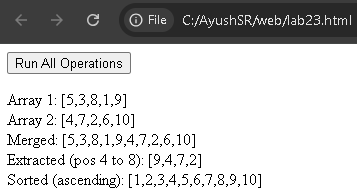 File C:/AyushSR/web/lab23.html
Run All Operations
Array 1: [5,3,8,1,9]
Array 2: [4,7,2,6,10]
Merged: [5,3,8,1,9,4,7,2,6,10]
Extracted (pos 4 to 8): [9,4,7,2]
Sorted (ascending): [1,2,3,4,5,6,7,8,9,10]